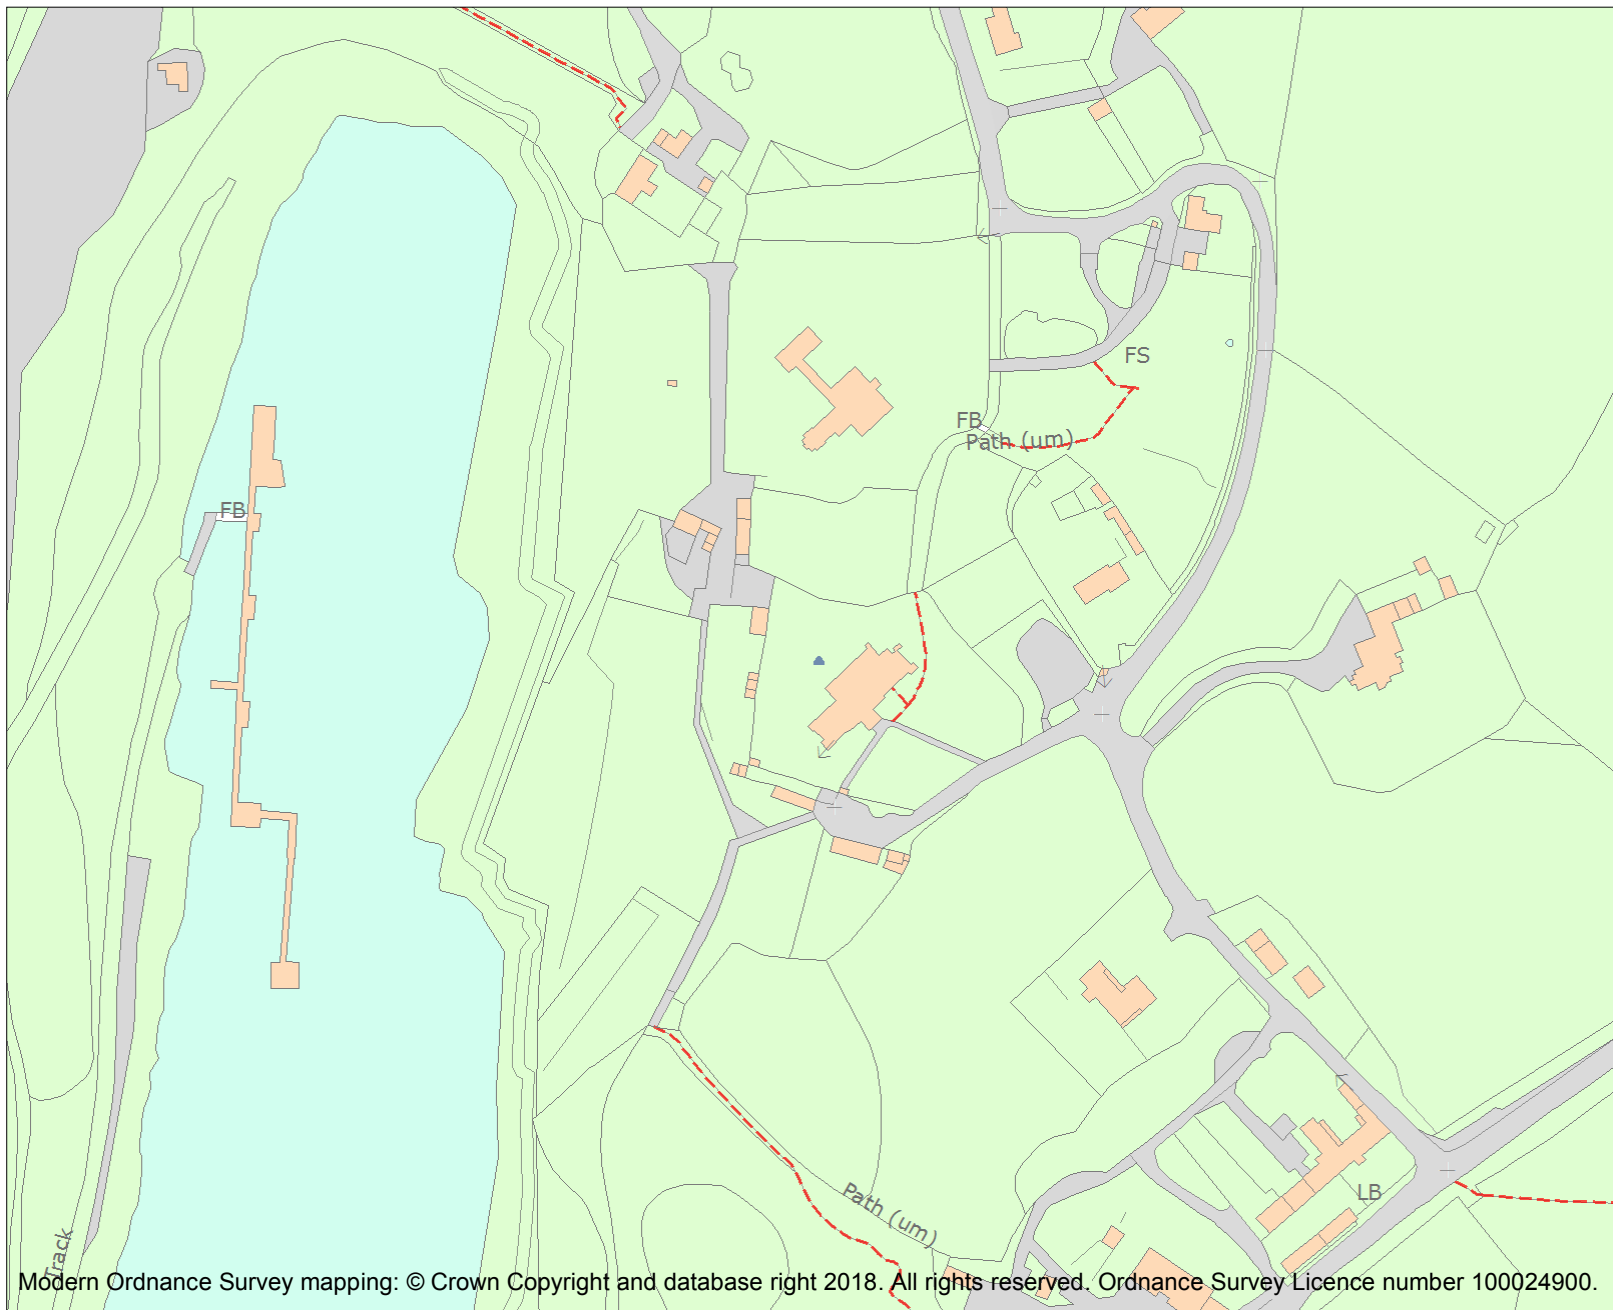 FS
FB
Path (um)
FB
LB
Path (um)
Track
Modern Ordnance Survey mapping: © Crown Copyright and database right 2018. All rights reserved. Ordnance Survey Licence number 100024900.